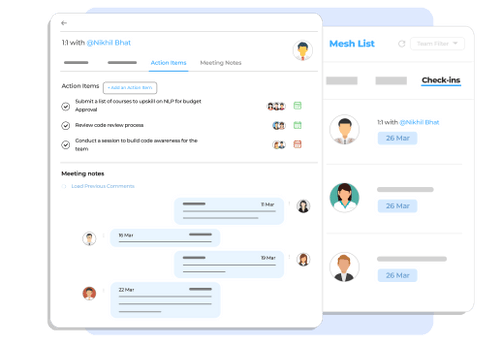 1:1 with @Nikhil Bhat
Action Items
Meeting Notes
Action Items
+ Add an Action Item
Submit a list of courses to upskill on NLP for budget
Approval
Review code review process
Conduct a session to build code awareness for the
team
Meeting notes
Load Previous Comments
11 Mar
16 Mar
19 Mar
22 Mar
Mesh List
Team Filter
Check-ins
1:1 with @Nikhil Bhat
26 Mar
26 Mar
26 Mar